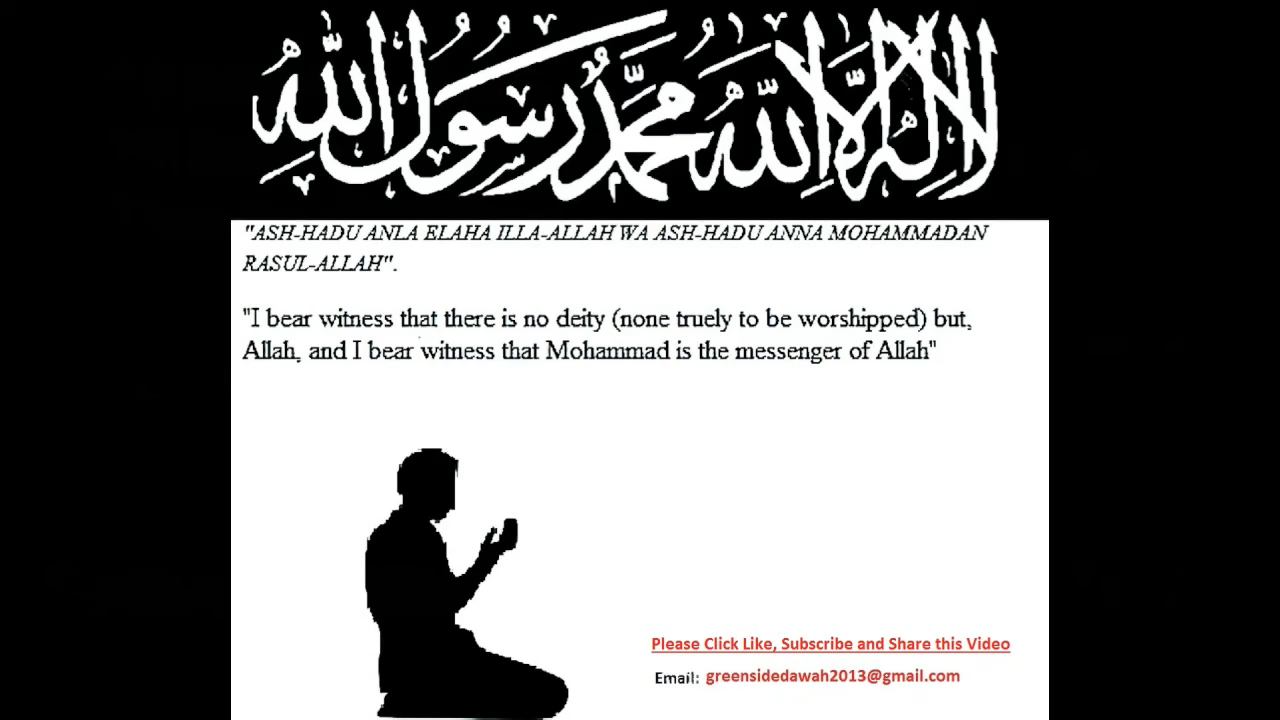 لا إله إلا الله محمد رسول الله
"ASH-HADU ANLA ELAHA ILLA-ALLAH WA ASH-HADU ANNA MOHAMMADAN
RASUL-ALLAH".
"I bear witness that there is no deity (none truely to be worshipped) but,
Allah, and I bear witness that Mohammad is the messenger of Allah"
Please Click Like, Subscribe and Share this Video
Email: greensidedawah2013@gmail.com